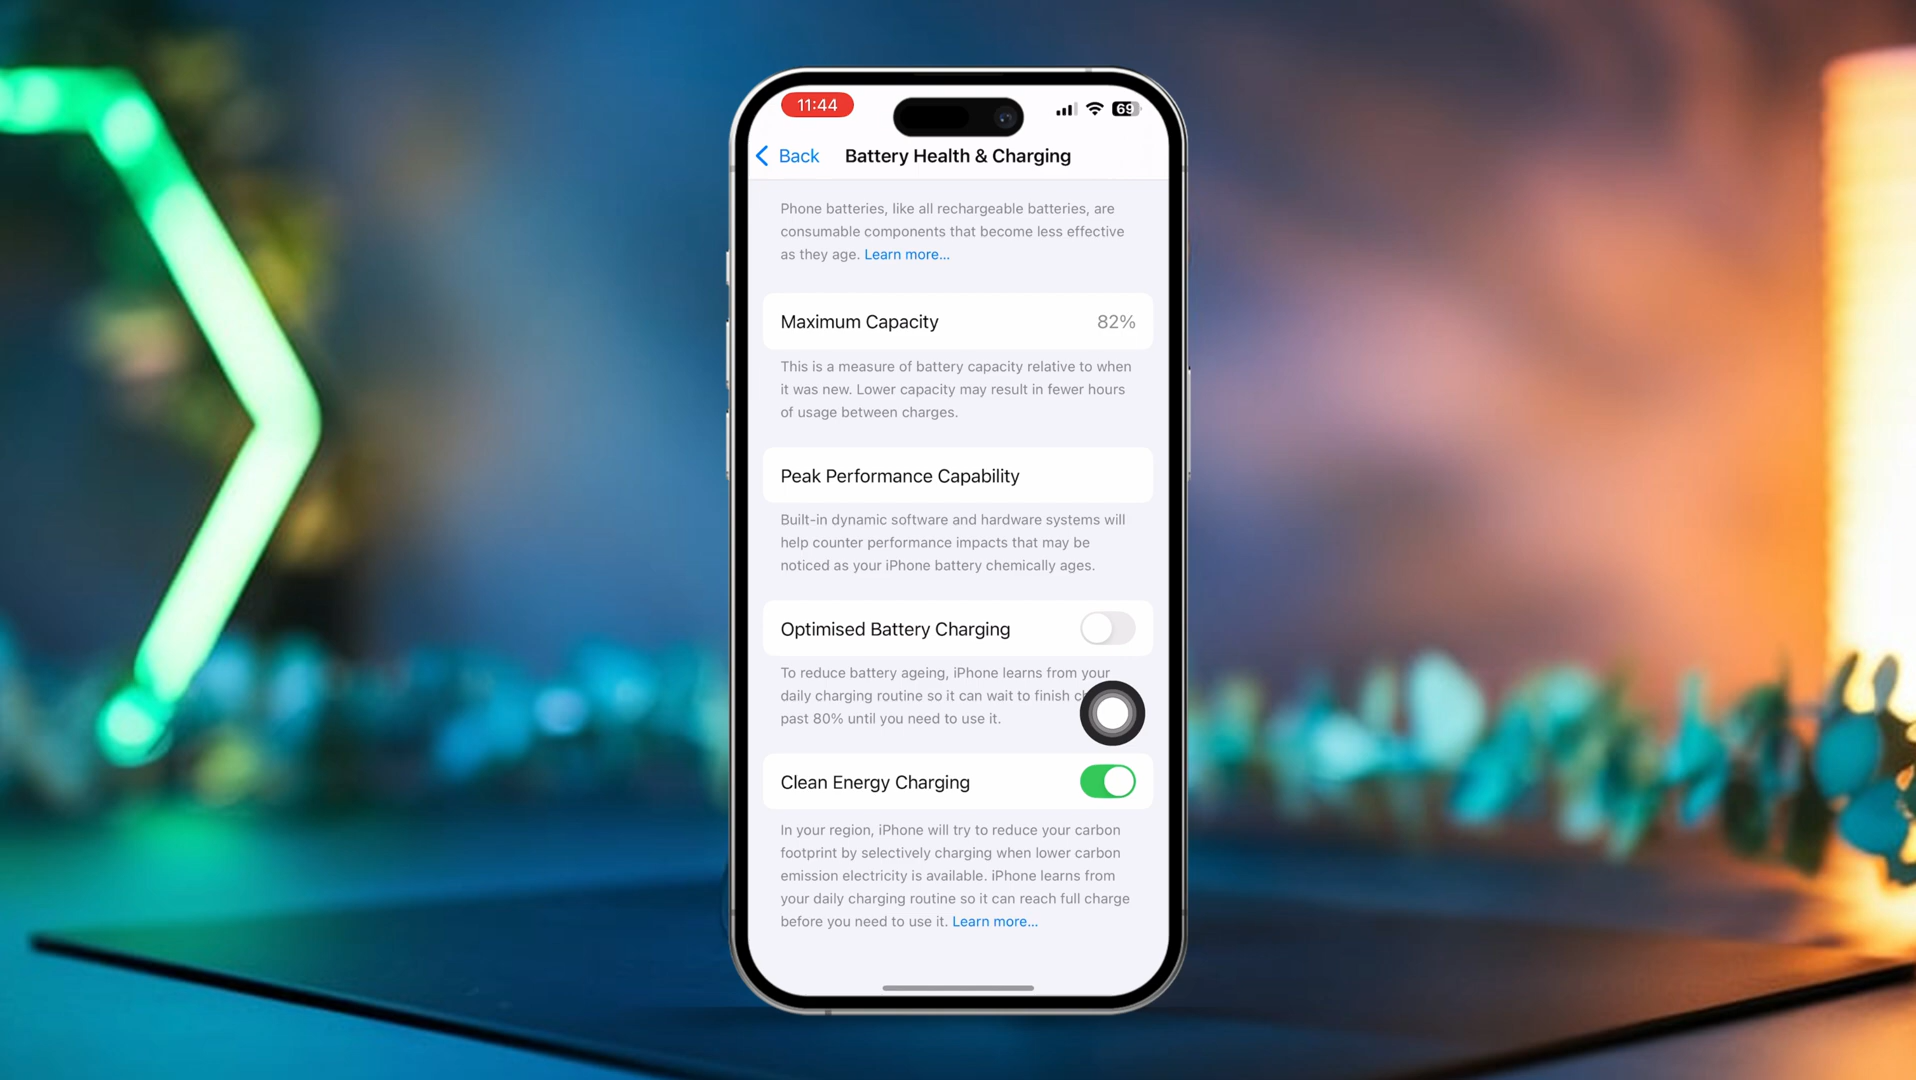 11:44
69
Back
Battery Health & Charging
Phone batteries, like all rechargeable batteries, are
consumable components that become less effective
as they age. Learn more...
Maximum Capacity 82%
This is a measure of battery capacity relative to when
it was new. Lower capacity may result in fewer hours
of usage between charges.
Peak Performance Capability
Built-in dynamic software and hardware systems will
help counter performance impacts that may be
noticed as your iPhone battery chemically ages.
Optimised Battery Charging
To reduce battery ageing, iPhone learns from your
daily charging routine so it can wait to finish
past 80% until you need to use it.
Clean Energy Charging
In your region, iPhone will try to reduce your carbon
footprint by selectively charging when lower carbon
emission electricity is available. iPhone learns from
your daily charging routine so it can reach full charge
before you need to use it. Learn more...